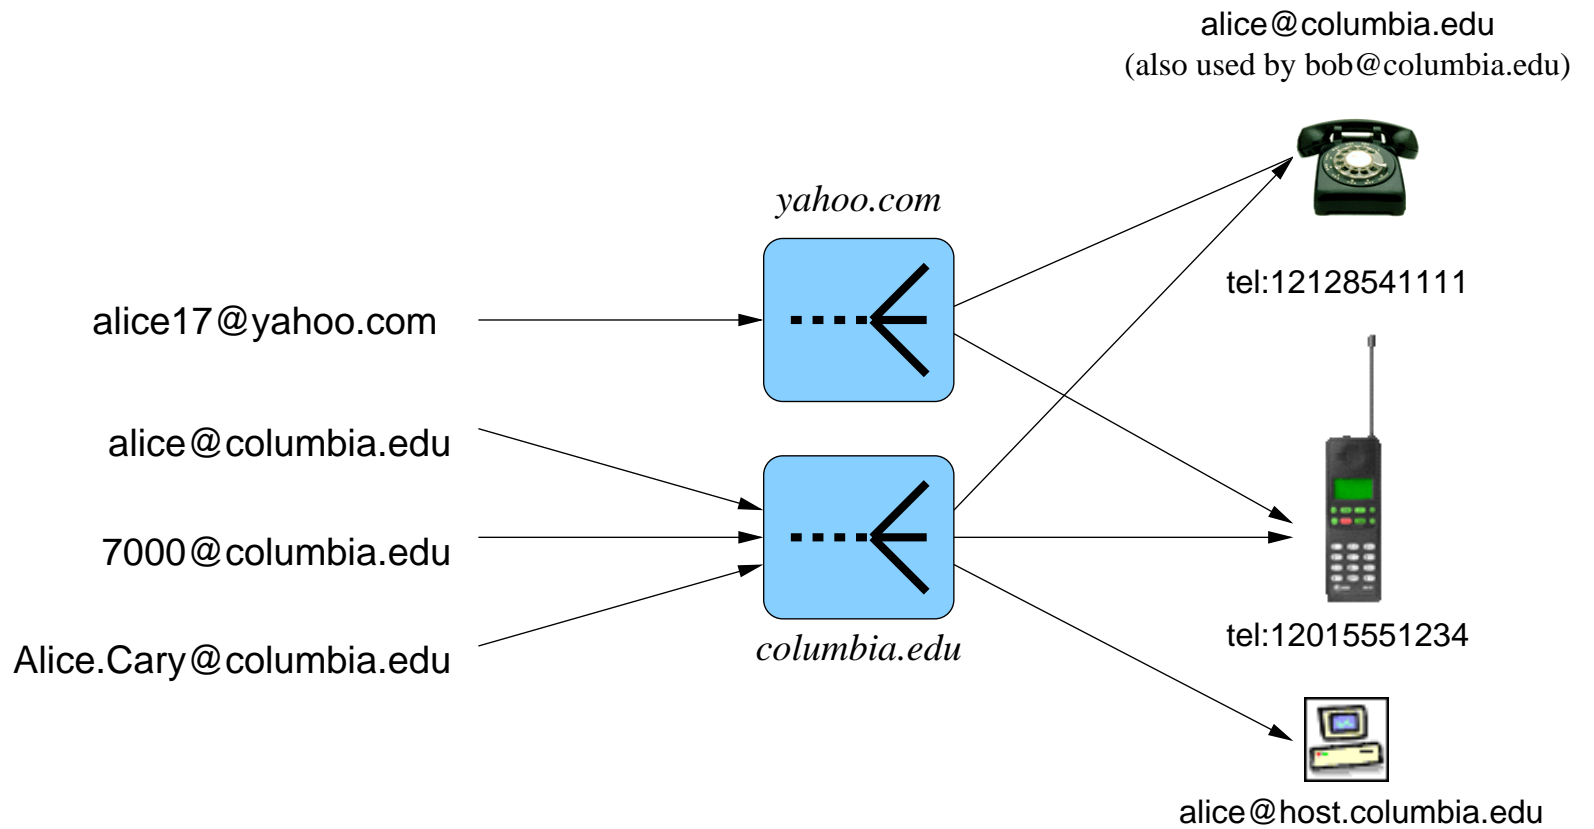 alice@columbia.edu
(also used by bob@columbia.edu)
yahoo.com
tel:12128541111
alice17@yahoo.com
alice@columbia.edu
7000@columbia.edu
Alice.Cary@columbia.edu
columbia.edu
tel:12015551234
alice@host.columbia.edu